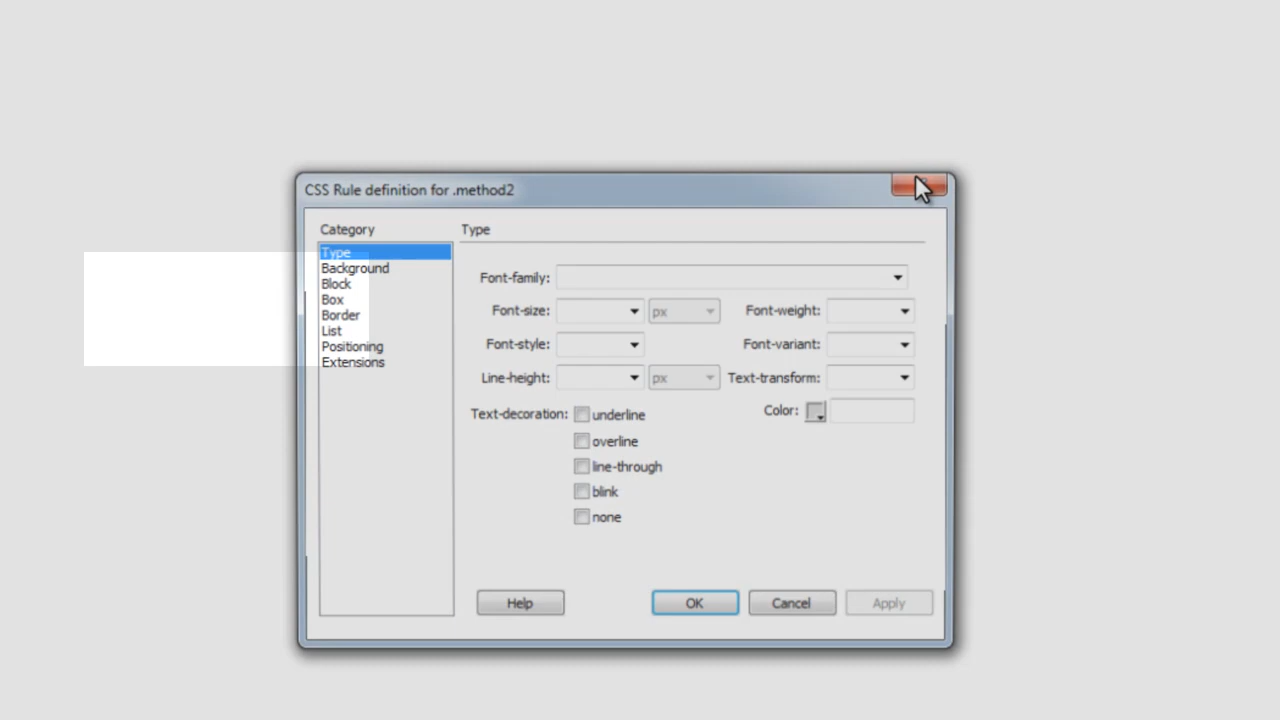 CSS Rule definition for .method2
Category
Type
Type
Background
Block
Box
Border
List
Positioning
Extensions
Font-family:
Font-size: px Font-weight:
Font-style: Font-variant:
Line-height: px Text-transform:
Text-decoration: underline Color:
overline
line-through
blink
none
Help OK Cancel Apply